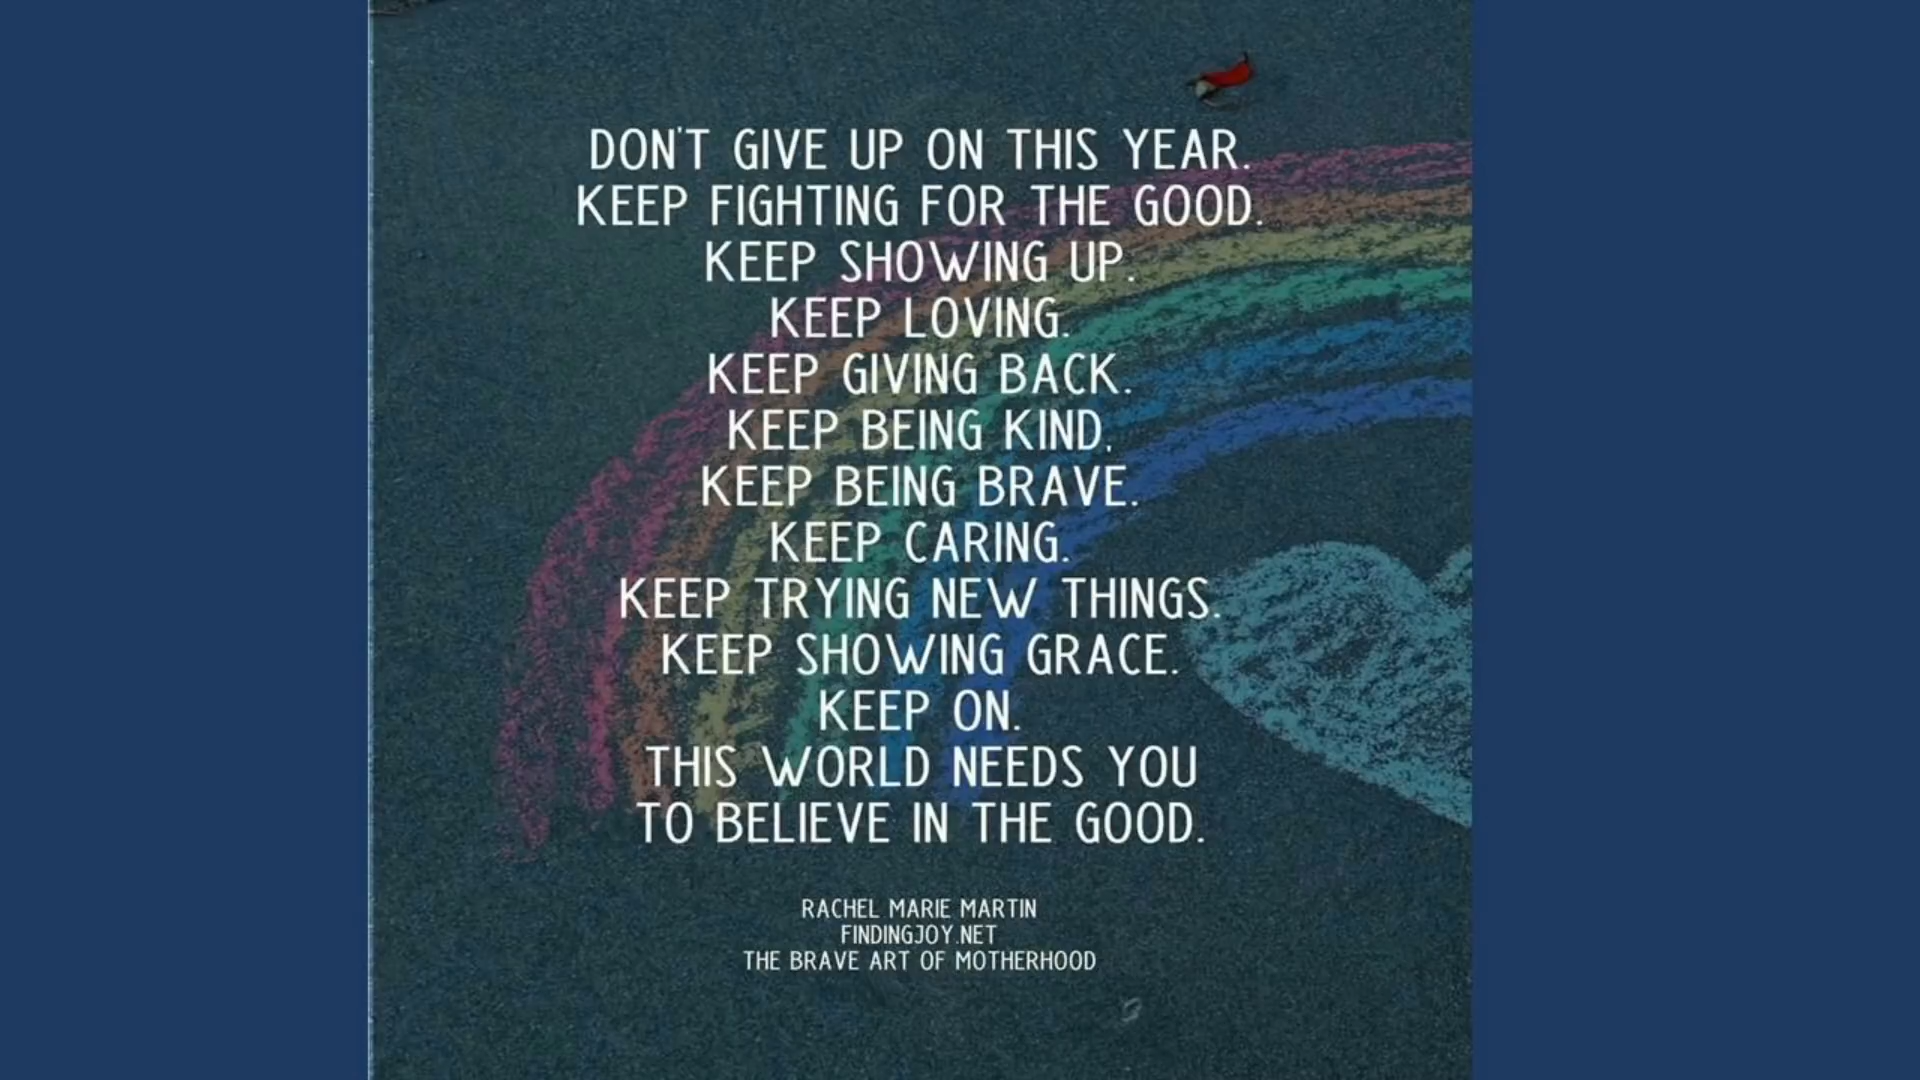 DON'T GIVE UP ON THIS YEAR.
KEEP FIGHTING FOR THE GOOD.
KEEP SHOWING UP.
KEEP LOVING.
KEEP GIVING BACK.
KEEP BEING KIND.
KEEP BEING BRAVE.
KEEP CARING.
KEEP TRYING NEW THINGS.
KEEP SHOWING GRACE.
KEEP ON.
THIS WORLD NEEDS YOU
TO BELIEVE IN THE GOOD.
RACHEL MARIE MARTIN
FINDINGJOY.NET
THE BRAVE ART OF MOTHERHOOD